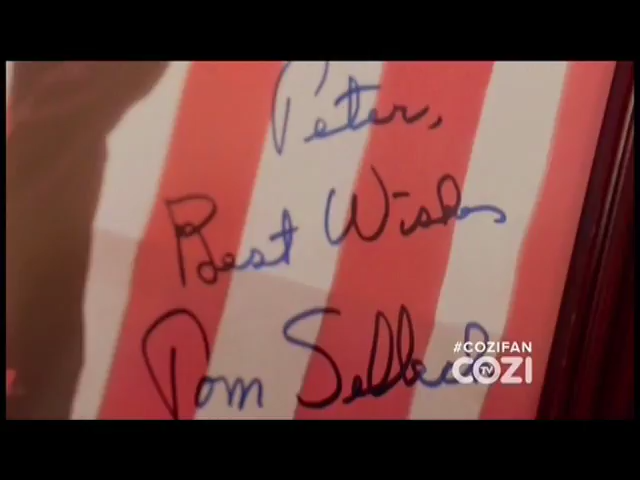 Peter,
Best Wishes
Tom Selleck
#COZIFAN
COZI
TV